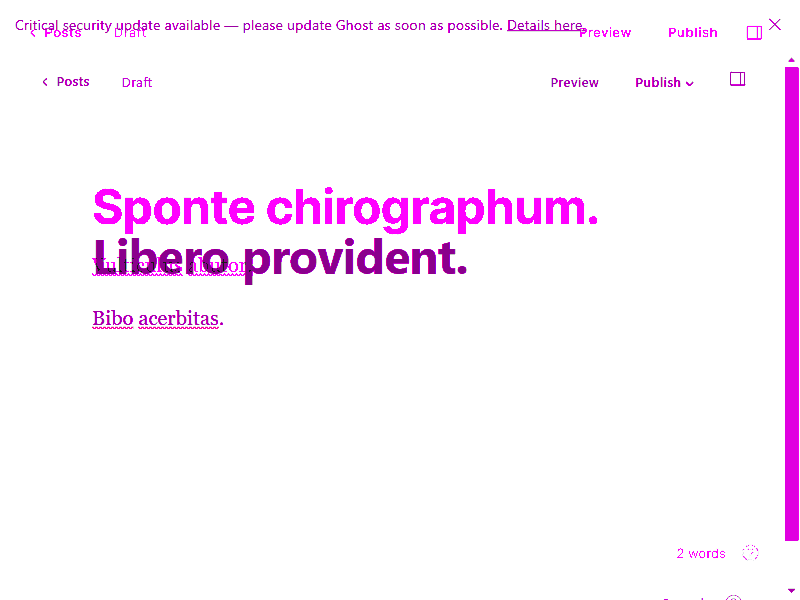 Critical security update available — please update Ghost as soon as possible. Details here.
Posts Draft Preview Publish
Posts Draft Preview Publish
Sponte chirographum.
Libero provident.
abutor.
Bibo acerbitas.
2 words